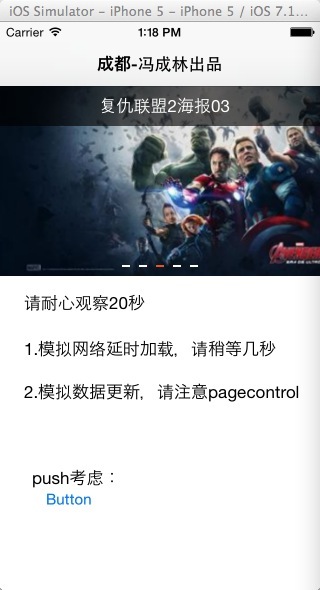 iOS Simulator - iPhone 5 - iPhone 5 / iOS 7.1...
Carrier 1:18 PM
成都-冯成林出品
复仇联盟2海报03
请耐心观察20秒
1.模拟网络延时加载，请稍等几秒
2.模拟数据更新，请注意pagecontrol
push考虑：
Button